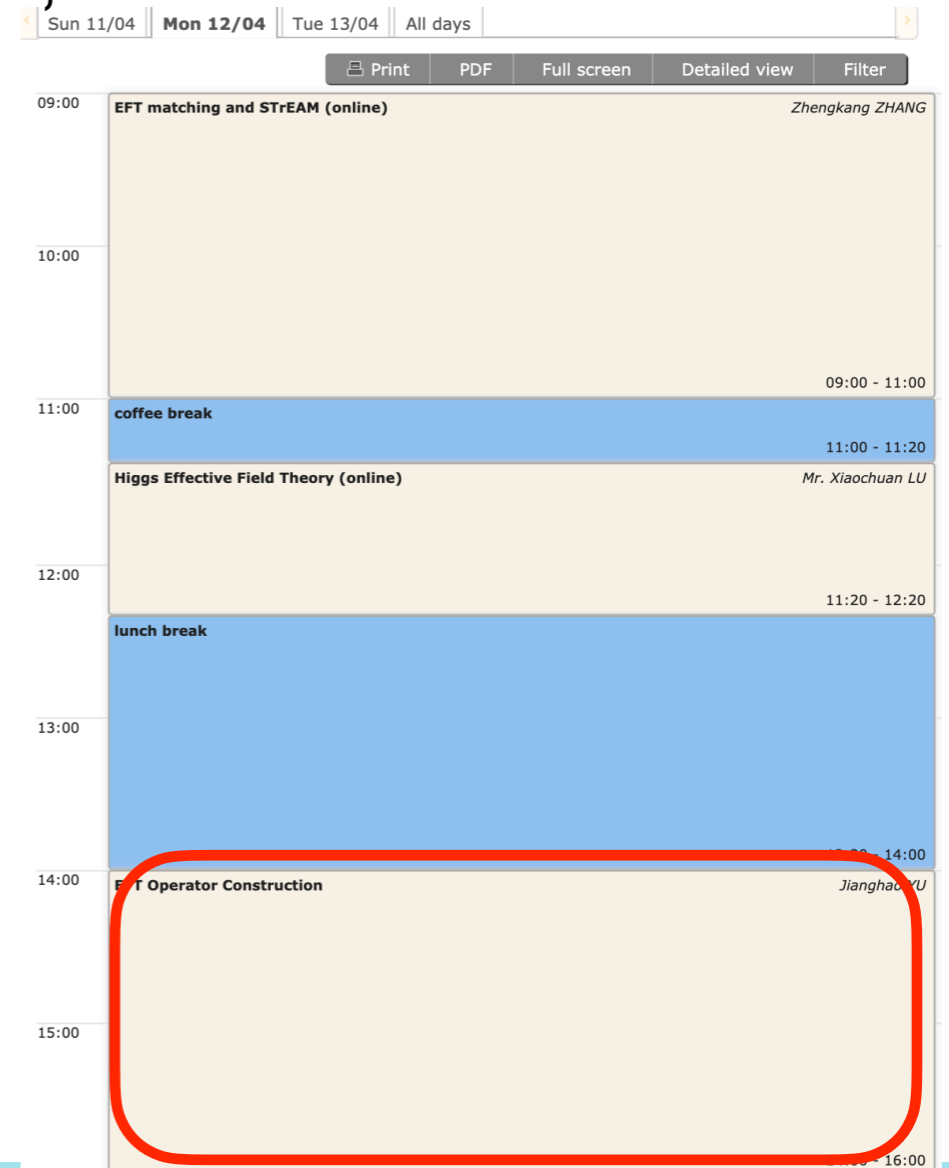 Sun 11/04 Mon 12/04 Tue 13/04 All days
Print PDF Full screen Detailed view Filter
09:00 EFT matching and STrEAM (online) Zhengkang ZHANG
10:00
09:00 - 11:00
11:00 coffee break
11:00 - 11:20
Higgs Effective Field Theory (online) Mr. Xiaochuan LU
12:00
11:20 - 12:20
lunch break
13:00
- 14:00
14:00 EFT Operator Construction Jianghao YU
15:00
- 16:00